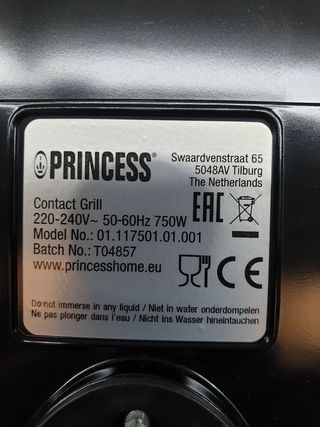 PRINCESS®
Swaardvenstraat 65
5048AV Tilburg
The Netherlands
Contact Grill
220-240V~ 50-60Hz 750W
Model No.: 01.117501.01.001
Batch No.: T04857
www.princesshome.eu
EAC
CE
Do not immerse in any liquid / Niet in water onderdompelen
Ne pas plonger dans l'eau / Nicht ins Wasser hineintauchen